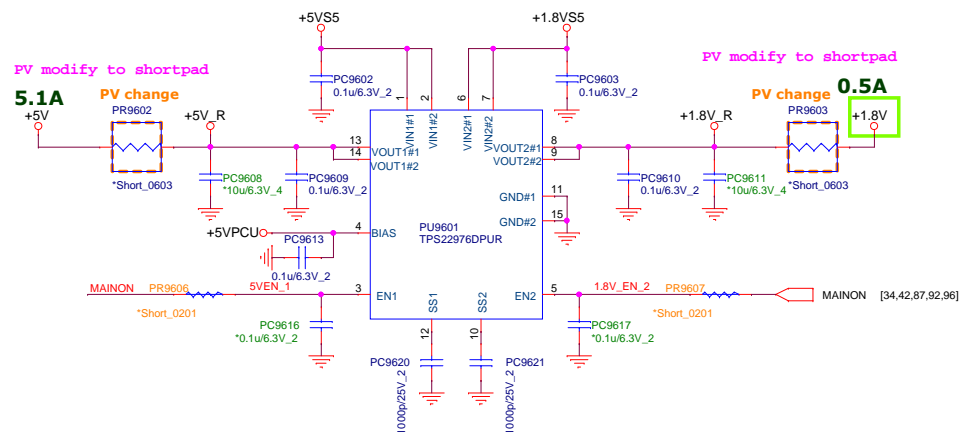 +5VS5
+1.8VS5
PV modify to shortpad
PV modify to shortpad
PC9602
0.1u/6.3V_2
PC9603
0.1u/6.3V_2
5.1A
PV change
PV change
0.5A
+5V
PR9602
+5V_R
+1.8V_R
PR9603
+1.8V
1
2
6
7
VIN1#1
VIN1#2
VIN2#1
VIN2#2
13
14
VOUT1#1
VOUT1#2
VOUT2#1
VOUT2#2
8
9
*Short_0603
*Short_0603
PC9608
*10u/6.3V_4
PC9609
0.1u/6.3V_2
PC9610
0.1u/6.3V_2
PC9611
*10u/6.3V_4
GND#1
11
GND#2
15
PU9601
TPS22976DPUR
+5VPCU
4
BIAS
PC9613
0.1u/6.3V_2
MAINON
PR9606
5VEN_1
3
EN1
EN2
5
1.8V_EN_2
PR9607
MAINON
[34,42,87,92,96]
*Short_0201
*Short_0201
SS1
SS2
12
10
PC9616
*0.1u/6.3V_2
PC9617
*0.1u/6.3V_2
PC9620
1000p/25V_2
PC9621
1000p/25V_2